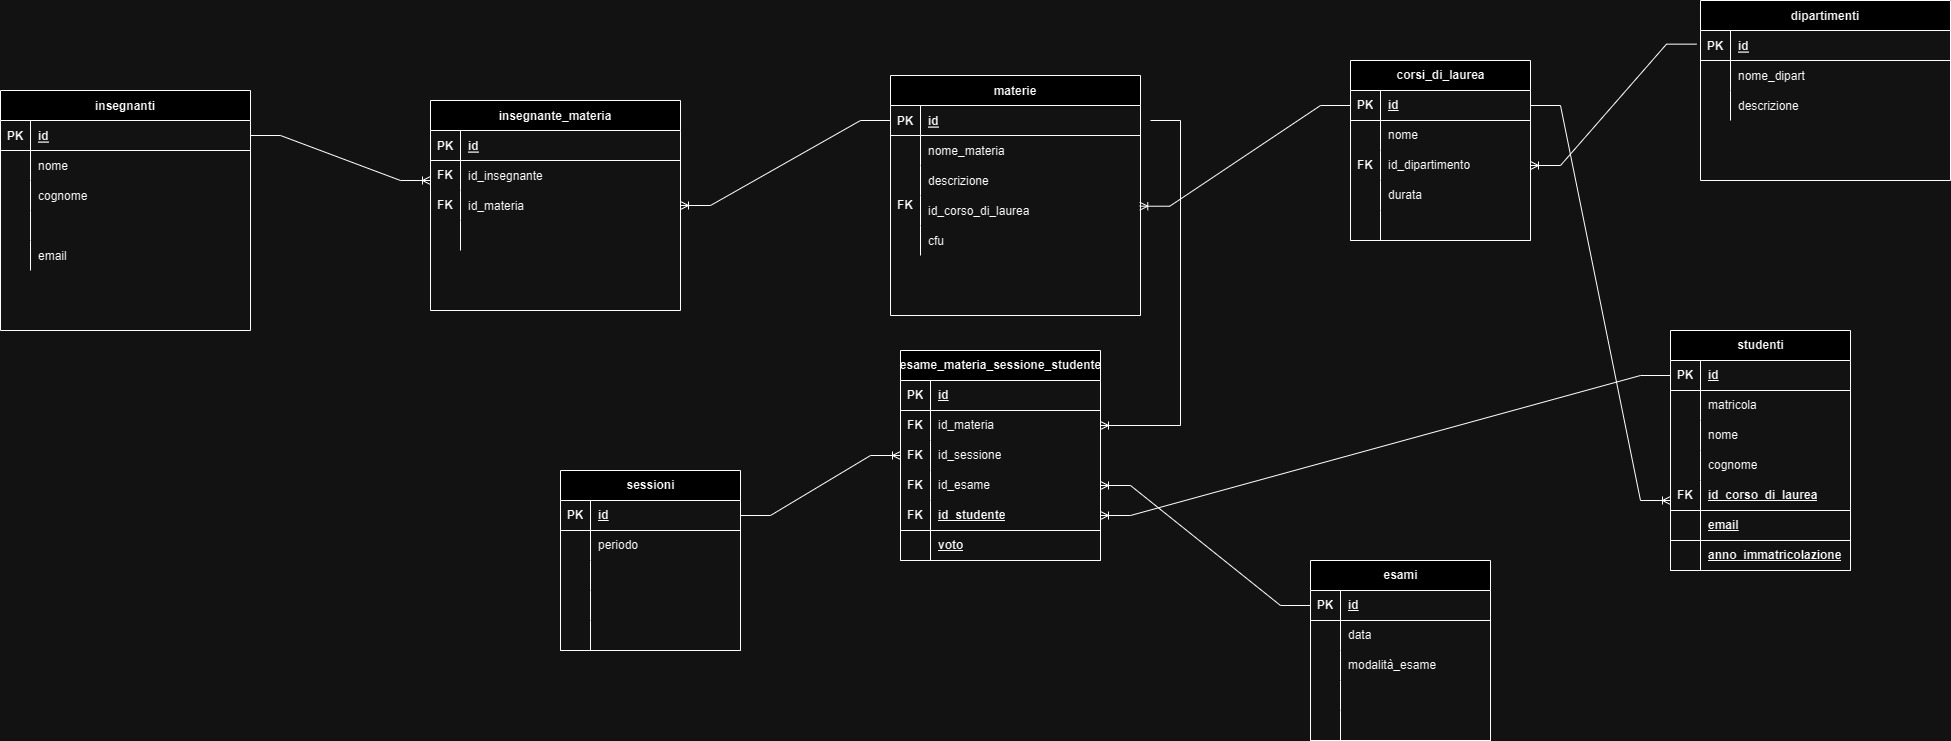 insegnanti
PK id
nome
cognome
email
insegnante_materia
PK id
FK id_insegnante
FK id_materia
materie
PK id
nome_materia
descrizione
FK id_corso_di_laurea
cfu
corsi_di_laurea
PK id
nome
FK id_dipartimento
durata
dipartimenti
PK id
nome_dipart
descrizione
esame_materia_sessione_studente
PK id
FK id_materia
FK id_sessione
FK id_esame
FK id_studente
voto
studenti
PK id
matricola
nome
cognome
FK id_corso_di_laurea
email
anno_immatricolazione
sessioni
PK id
periodo
esami
PK id
data
modalità_esame